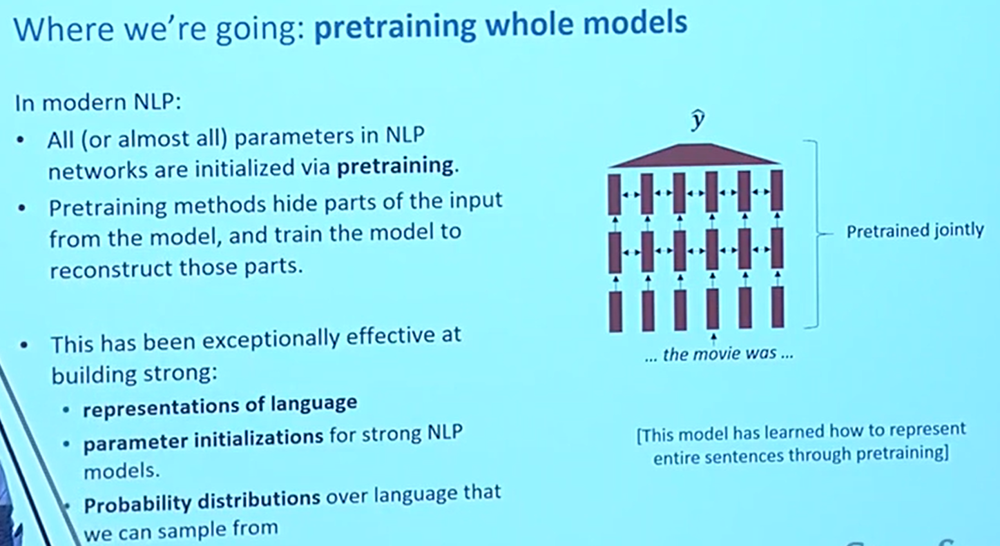 Where we're going: pretraining whole models
In modern NLP:
• All (or almost all) parameters in NLP
networks are initialized via pretraining.
• Pretraining methods hide parts of the input
from the model, and train the model to
reconstruct those parts.
• This has been exceptionally effective at
building strong:
• representations of language
• parameter initializations for strong NLP
models.
• Probability distributions over language that
we can sample from
ŷ
Pretrained jointly
... the movie was ...
[This model has learned how to represent
entire sentences through pretraining]